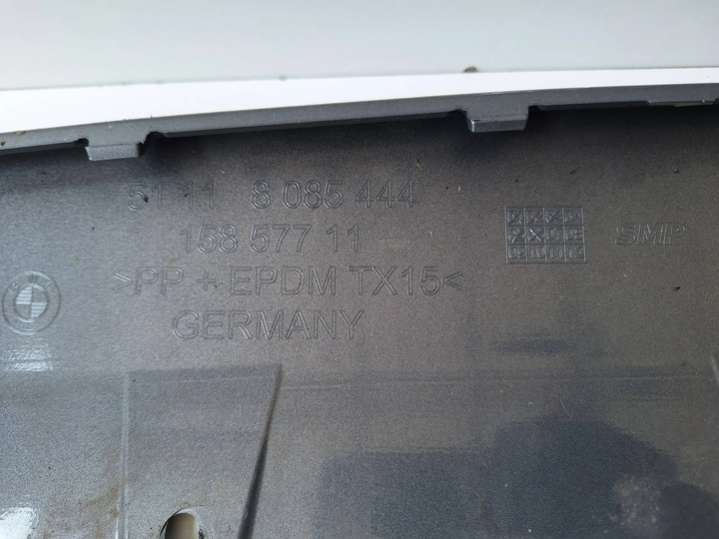 51 11 8 085 444
158 577 11
>PP + EPDM TX15<
GERMANY
SMP